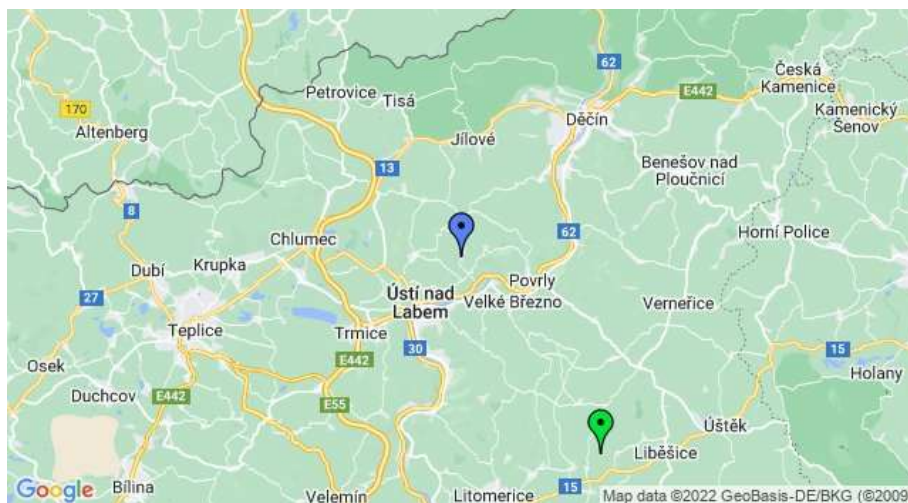 62
Česká
Kamenice
E442
Petrovice
Tisá
170
Altenberg
Děčín
Kamenický
Šenov
Jílové
13
Benešov nad
Ploučnicí
8
Chlumec
62
Horní Police
Krupka
Dubí
Povrly
27
Ústí nad
Labem
Velké Březno
Verneřice
Teplice
Trmice
30
15
Osek
E442
Holany
Duchcov
E442
E55
Úštěk
Liběšice
Bílina
15
Google
Velemín
Litomerice
Map data ©2022 GeoBasis-DE/BKG (©2009